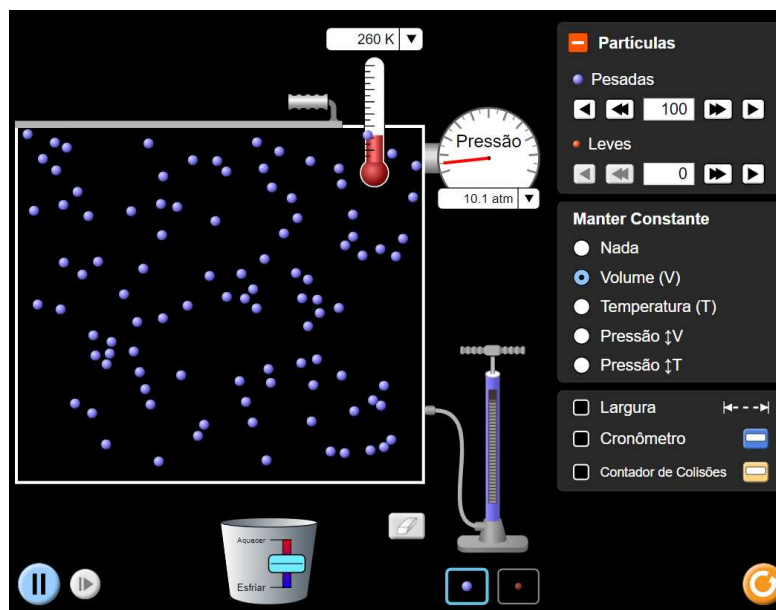 260 K
Pressão
10.1 atm
Partículas
Pesadas
100
Leves
0
Manter Constante
Nada
Volume (V)
Temperatura (T)
Pressão ↕V
Pressão ↕T
Largura
Cronômetro
Contador de Colisões
Aquecer
Esfriar